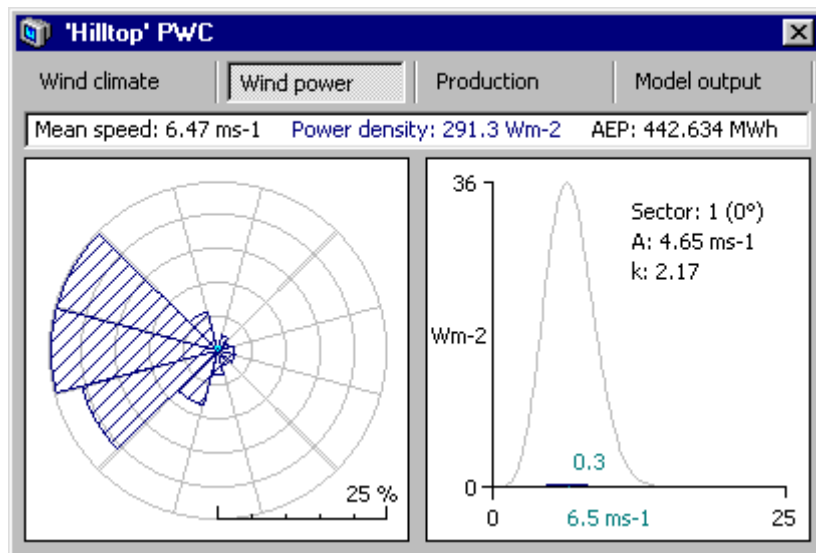 'Hilltop' PWC
Wind climate Wind power Production Model output
Mean speed: 6.47 ms-1 Power density: 291.3 Wm-2 AEP: 442.634 MWh
25 %
36
Sector: 1 (0°)
A: 4.65 ms-1
k: 2.17
Wm-2
0.3
0
0 6.5 ms-1 25